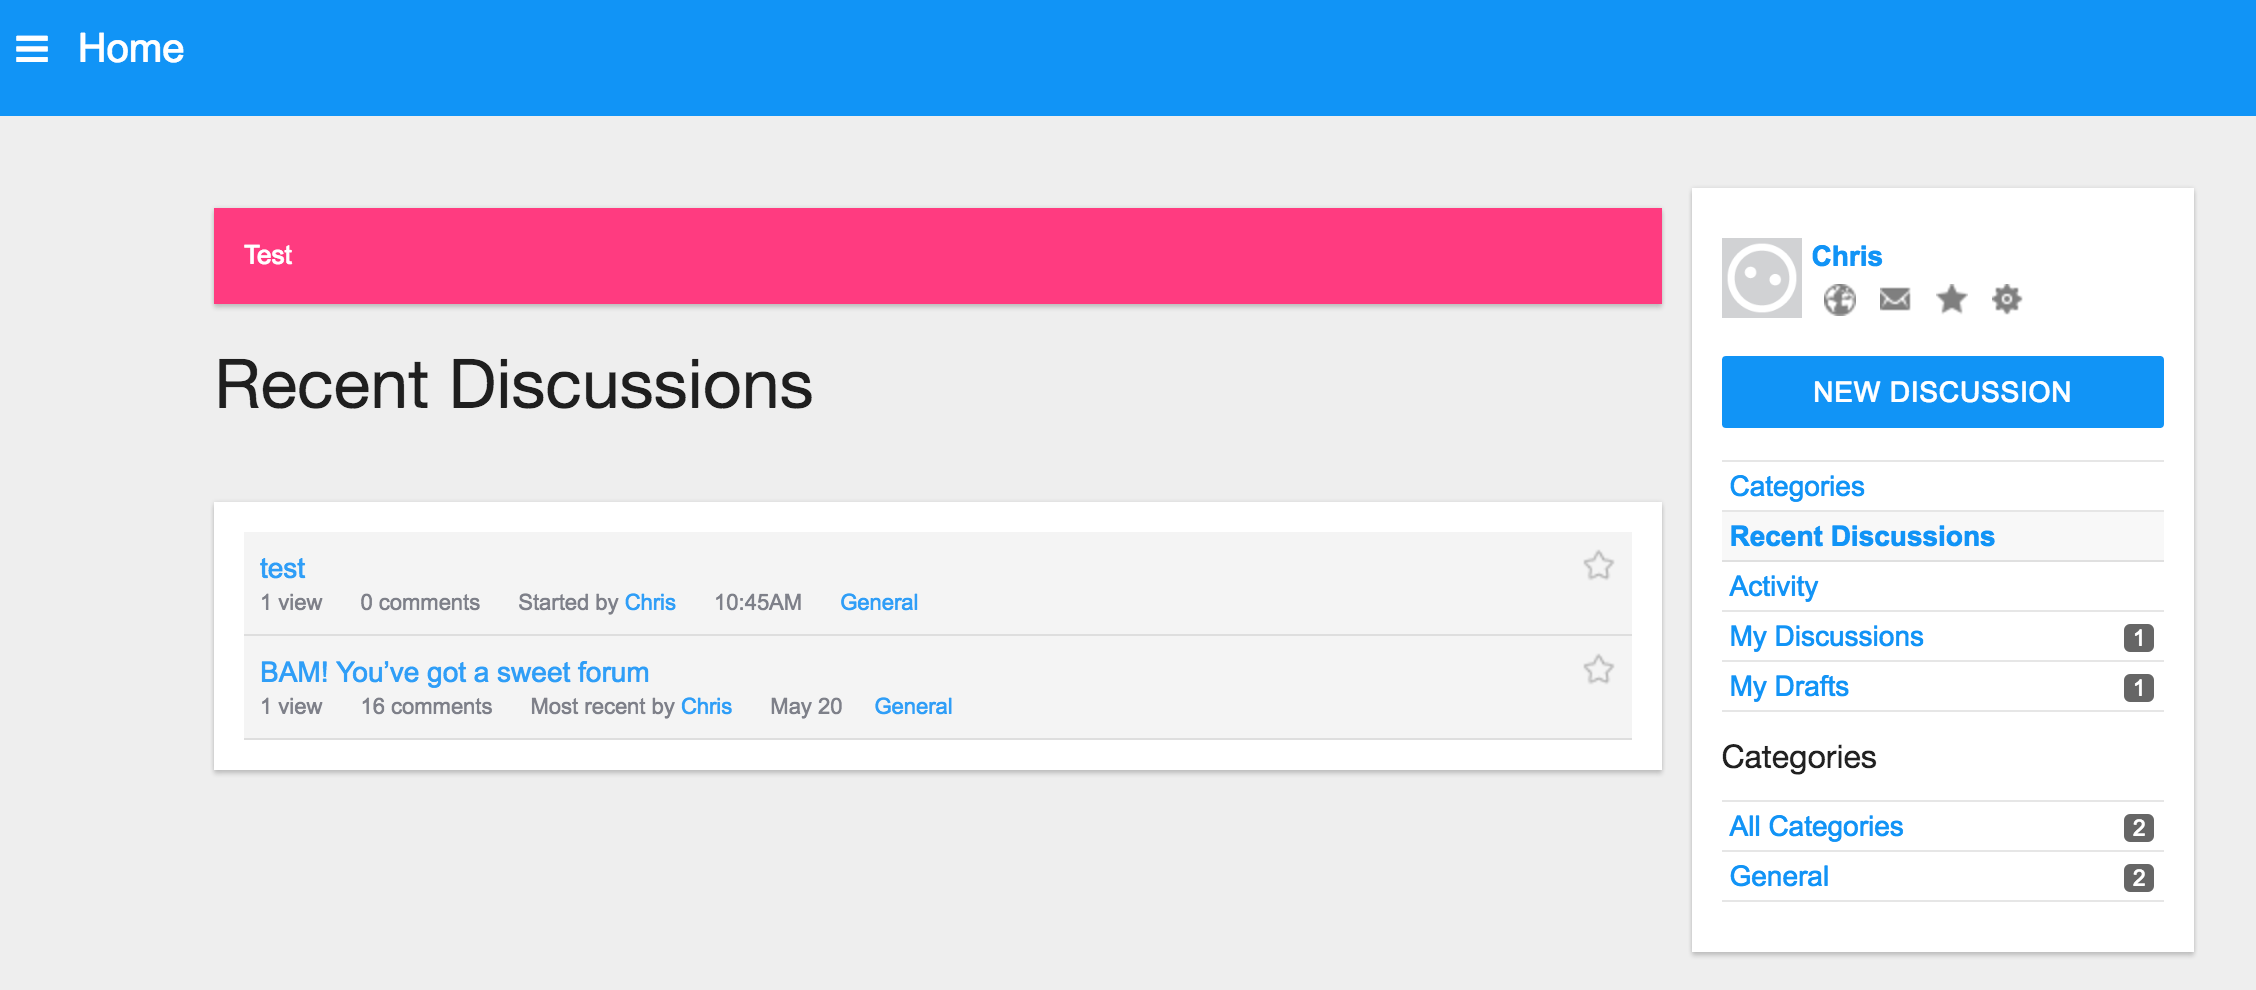 Home
Test
Recent Discussions
test
1 view 0 comments Started by Chris 10:45AM General
BAM! You’ve got a sweet forum
1 view 16 comments Most recent by Chris May 20 General
Chris
NEW DISCUSSION
Categories
Recent Discussions
Activity
My Discussions 1
My Drafts 1
Categories
All Categories 2
General 2